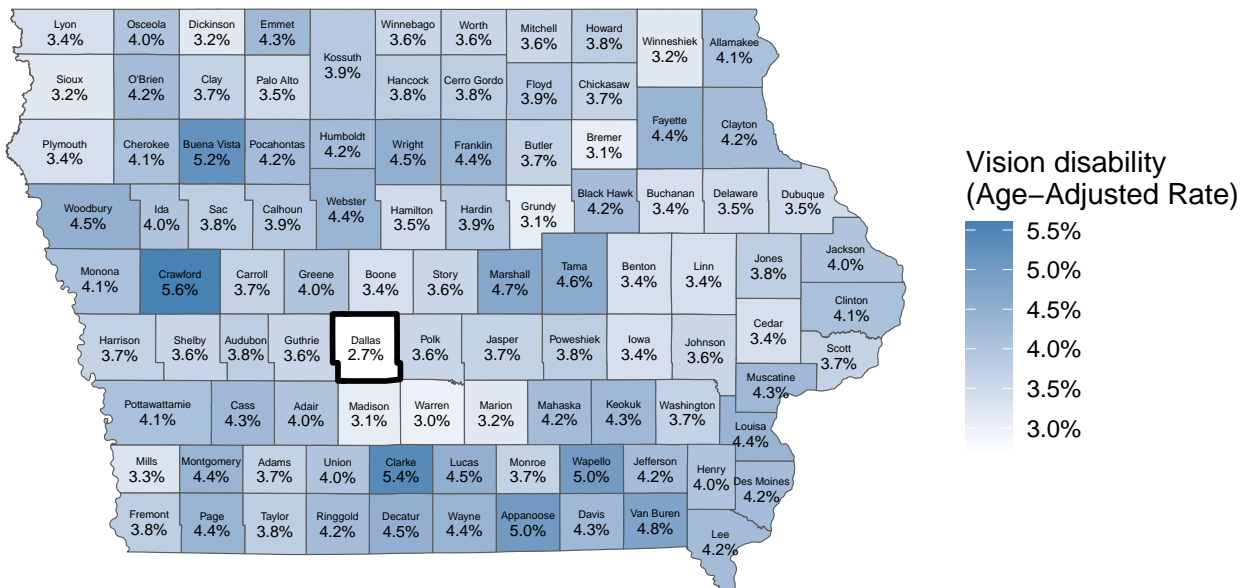 Lyon
3.4%
Osceola
4.0%
Dickinson
3.2%
Emmet
4.3%
Kossuth
3.9%
Winnebago
3.6%
Worth
3.6%
Mitchell
3.6%
Howard
3.8%
Winneshiek
3.2%
Allamakee
4.1%
Sioux
3.2%
O'Brien
4.2%
Clay
3.7%
Palo Alto
3.5%
Hancock
3.8%
Cerro Gordo
3.8%
Floyd
3.9%
Chickasaw
3.7%
Fayette
4.4%
Clayton
4.2%
Plymouth
3.4%
Cherokee
4.1%
Buena Vista
5.2%
Pocahontas
4.2%
Humboldt
4.2%
Wright
4.5%
Franklin
4.4%
Butler
3.7%
Bremer
3.1%
Woodbury
4.5%
Ida
4.0%
Sac
3.8%
Calhoun
3.9%
Webster
4.4%
Hamilton
3.5%
Hardin
3.9%
Grundy
3.1%
Black Hawk
4.2%
Buchanan
3.4%
Delaware
3.5%
Dubuque
3.5%
Monona
4.1%
Crawford
5.6%
Carroll
3.7%
Greene
4.0%
Boone
3.4%
Story
3.6%
Marshall
4.7%
Tama
4.6%
Benton
3.4%
Linn
3.4%
Jones
3.8%
Jackson
4.0%
Clinton
4.1%
Harrison
3.7%
Shelby
3.6%
Audubon
3.8%
Guthrie
3.6%
Dallas
2.7%
Polk
3.6%
Jasper
3.7%
Poweshiek
3.8%
Iowa
3.4%
Johnson
3.6%
Cedar
3.4%
Scott
3.7%
Muscatine
4.3%
Pottawattamie
4.1%
Cass
4.3%
Adair
4.0%
Madison
3.1%
Warren
3.0%
Marion
3.2%
Mahaska
4.2%
Keokuk
4.3%
Washington
3.7%
Louisa
4.4%
Mills
3.3%
Montgomery
4.4%
Adams
3.7%
Union
4.0%
Clarke
5.4%
Lucas
4.5%
Monroe
3.7%
Wapello
5.0%
Jefferson
4.2%
Henry
4.0%
Des Moines
4.2%
Fremont
3.8%
Page
4.4%
Taylor
3.8%
Ringgold
4.2%
Decatur
4.5%
Wayne
4.4%
Appanoose
5.0%
Davis
4.3%
Van Buren
4.8%
Lee
4.2%
Vision disability
(Age−Adjusted Rate)
5.5%
5.0%
4.5%
4.0%
3.5%
3.0%